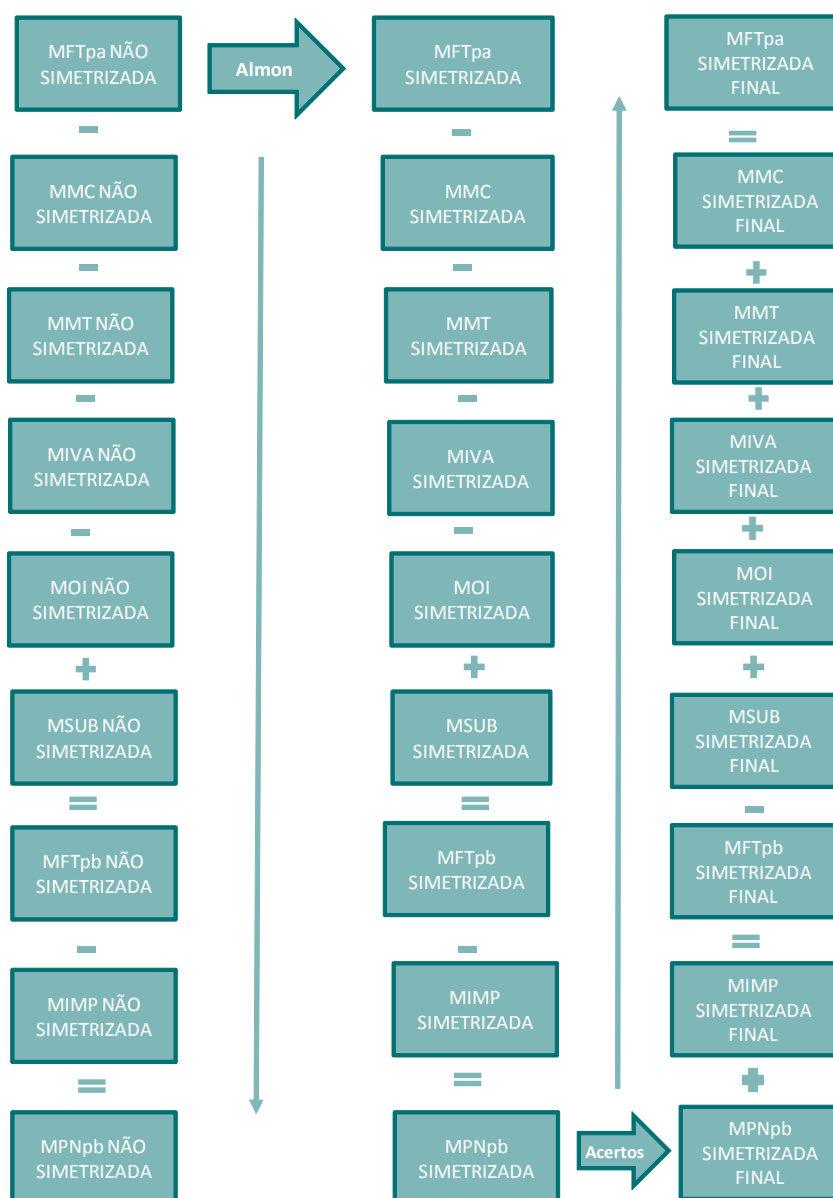 MFTpa NÃO
SIMETRIZADA
–
MMC NÃO
SIMETRIZADA
–
MMT NÃO
SIMETRIZADA
–
MIVA NÃO
SIMETRIZADA
–
MOI NÃO
SIMETRIZADA
+
MSUB NÃO
SIMETRIZADA
=
MFTpb NÃO
SIMETRIZADA
–
MIMP NÃO
SIMETRIZADA
=
MPNpb NÃO
SIMETRIZADA
Almon
MFTpa
SIMETRIZADA
–
MMC
SIMETRIZADA
–
MMT
SIMETRIZADA
–
MIVA
SIMETRIZADA
–
MOI
SIMETRIZADA
+
MSUB
SIMETRIZADA
=
MFTpb
SIMETRIZADA
–
MIMP
SIMETRIZADA
=
MPNpb
SIMETRIZADA
Acertos
MFTpa
SIMETRIZADA
FINAL
=
MMC
SIMETRIZADA
FINAL
+
MMT
SIMETRIZADA
FINAL
+
MIVA
SIMETRIZADA
FINAL
+
MOI
SIMETRIZADA
FINAL
+
MSUB
SIMETRIZADA
FINAL
–
MFTpb
SIMETRIZADA
FINAL
=
MIMP
SIMETRIZADA
FINAL
+
MPNpb
SIMETRIZADA
FINAL